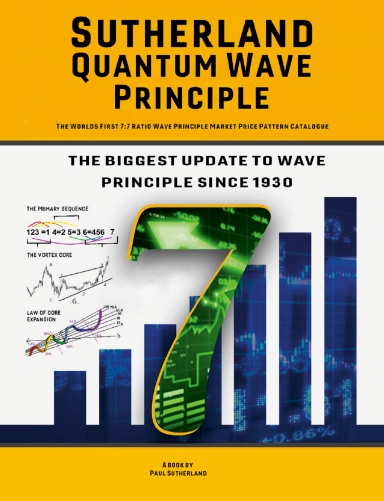 SUTHERLAND
QUANTUM WAVE
PRINCIPLE
THE WORLDS FIRST 7:7 RATIO WAVE PRINCIPLE MARKET PRICE PATTERN CATALOGUE
THE BIGGEST UPDATE TO WAVE
PRINCIPLE SINCE 1930
THE PRIMARY SEQUENCE
123 =1 4=2 5=3 6=456 7
THE VORTEX CORE
LAW OF CORE
EXPANSION
7
+0.86%
A BOOK BY
PAUL SUTHERLAND